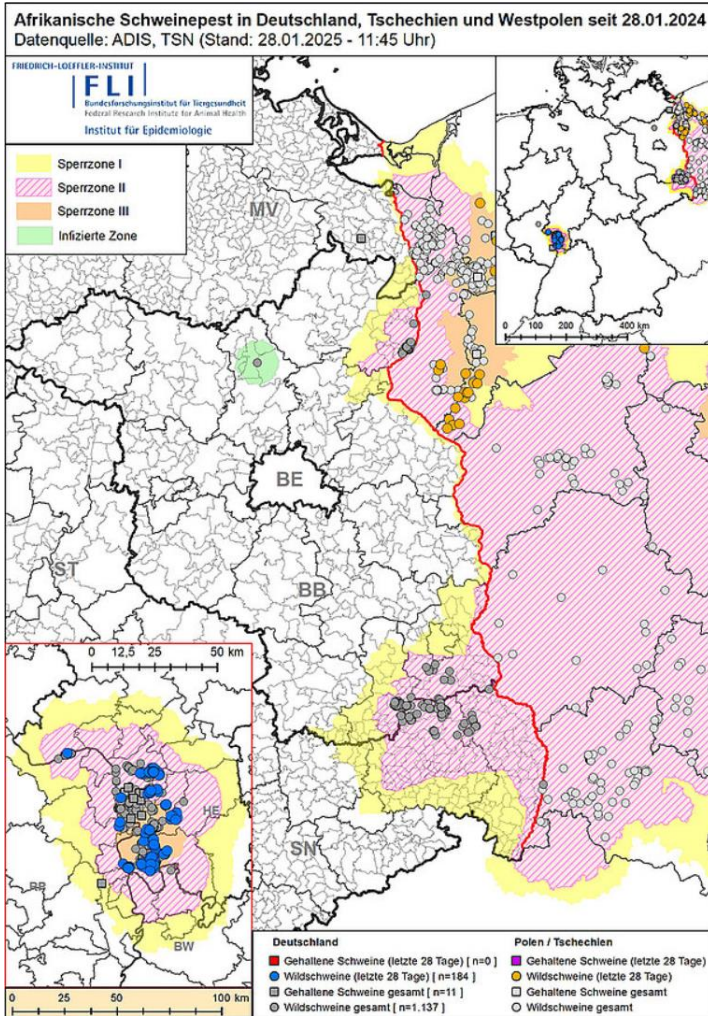 Afrikanische Schweinepest in Deutschland, Tschechien und Westpolen seit 28.01.2024
Datenquelle: ADIS, TSN (Stand: 28.01.2025 - 11:45 Uhr)
FRIEDRICH-LOEFFLER-INSTITUT
FLI
Bundesforschungsinstitut für Tiergesundheit
Federal Research Institute for Animal Health
Institut für Epidemiologie
Sperrzone I
Sperrzone II
Sperrzone III
Infizierte Zone
MV
0 100 200 400 km
BE
ST
BB
0 12,5 25 50 km
HE
SN
RP
BW
Deutschland
Gehaltene Schweine (letzte 28 Tage) [ n=0 ]
Wildschweine (letzte 28 Tage) [ n=184 ]
Gehaltene Schweine gesamt [ n=11 ]
Wildschweine gesamt [ n=1.137 ]
Polen / Tschechien
Gehaltene Schweine (letzte 28 Tage)
Wildschweine (letzte 28 Tage)
Gehaltene Schweine gesamt
Wildschweine gesamt
0 25 50 100 km